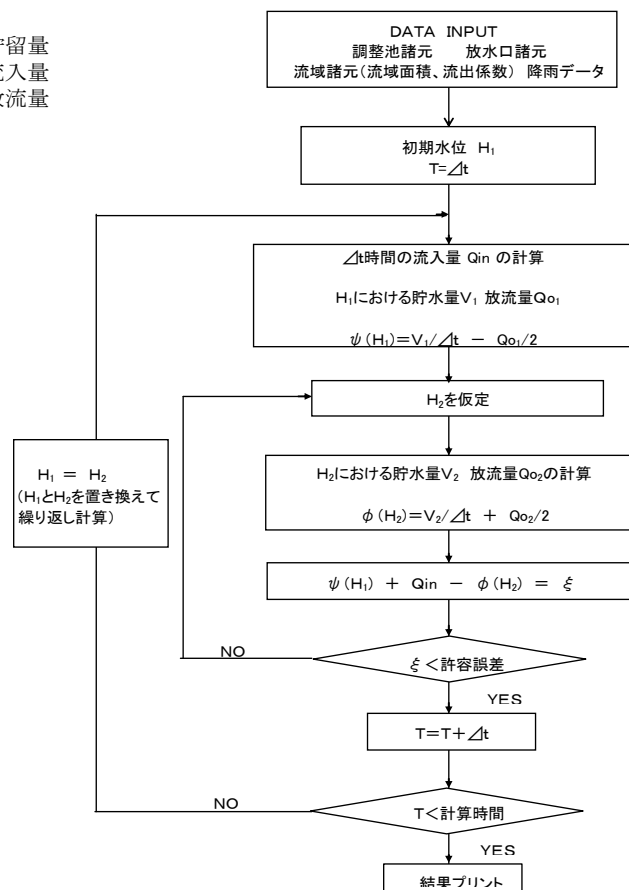 貯留量
流入量
放流量
DATA INPUT
調整池諸元 放水口諸元
流域諸元(流域面積、流出係数) 降雨データ
初期水位 H₁
T=⊿t
⊿t時間の流入量 Qin の計算
H₁における貯水量V₁ 放流量Qo₁
ψ(H₁)=V₁/⊿t - Qo₁/2
H₂を仮定
H₂における貯水量V₂ 放流量Qo₂の計算
φ(H₂)=V₂/⊿t + Qo₂/2
H₁ = H₂
(H₁とH₂を置き換えて
繰り返し計算)
ψ(H₁) + Qin - φ(H₂) = ξ
NO
ξ<許容誤差
YES
T=T+⊿t
NO
T<計算時間
YES
結果プリント